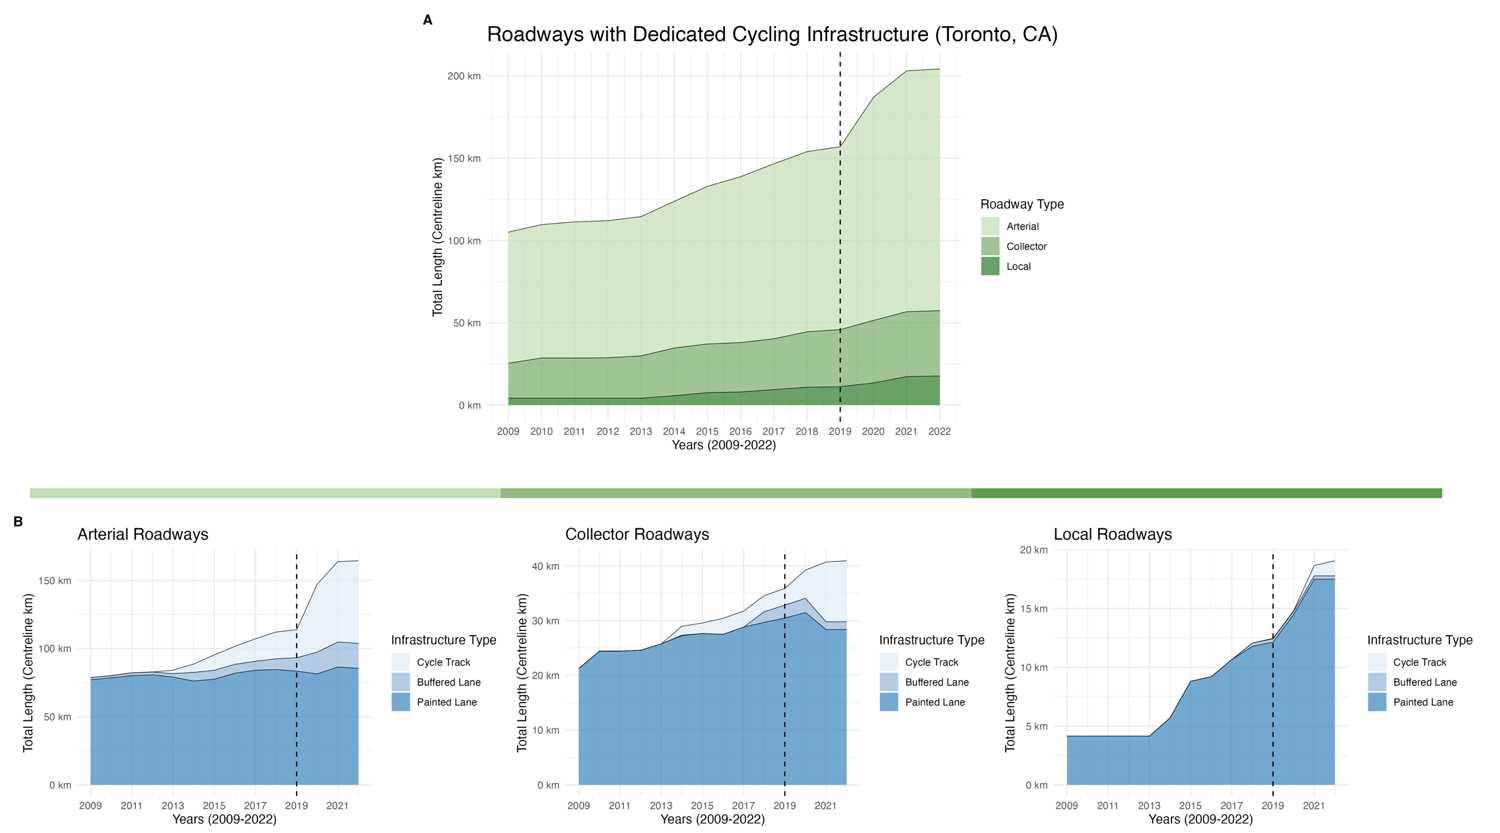 A
Roadways with Dedicated Cycling Infrastructure (Toronto, CA)
Total Length (Centreline km)
200 km
150 km
100 km
50 km
0 km
2009 2010 2011 2012 2013 2014 2015 2016 2017 2018 2019 2020 2021 2022
Years (2009-2022)
Roadway Type
Arterial
Collector
Local
B
Arterial Roadways
Total Length (Centreline km)
150 km
100 km
50 km
0 km
2009 2011 2013 2015 2017 2019 2021
Years (2009-2022)
Infrastructure Type
Cycle Track
Buffered Lane
Painted Lane
Collector Roadways
Total Length (Centreline km)
40 km
30 km
20 km
10 km
0 km
2009 2011 2013 2015 2017 2019 2021
Years (2009-2022)
Infrastructure Type
Cycle Track
Buffered Lane
Painted Lane
Local Roadways
Total Length (Centreline km)
20 km
15 km
10 km
5 km
0 km
2009 2011 2013 2015 2017 2019 2021
Years (2009-2022)
Infrastructure Type
Cycle Track
Buffered Lane
Painted Lane